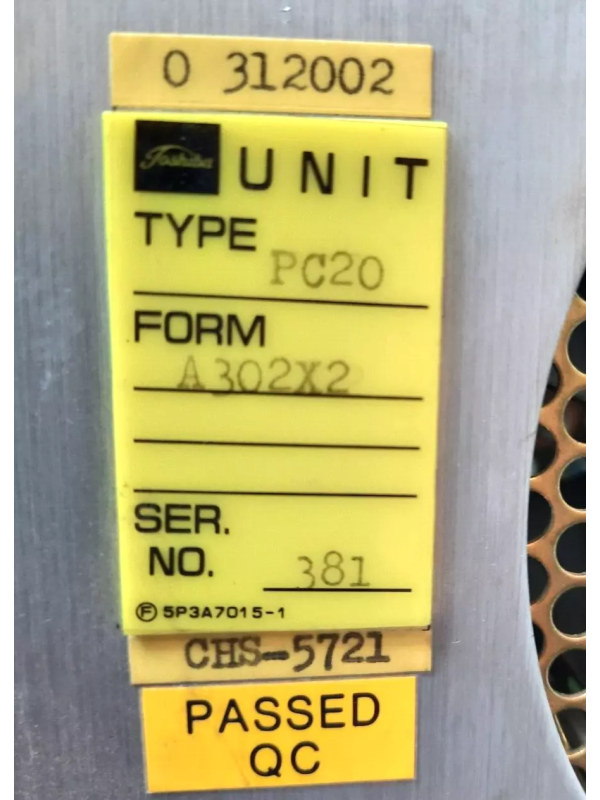 0 312002
Toshiba UNIT
TYPE
PC20
FORM
A302X2
SER.
NO. 381
Ⓕ 5P3A7015-1
CHS-5721
PASSED
QC